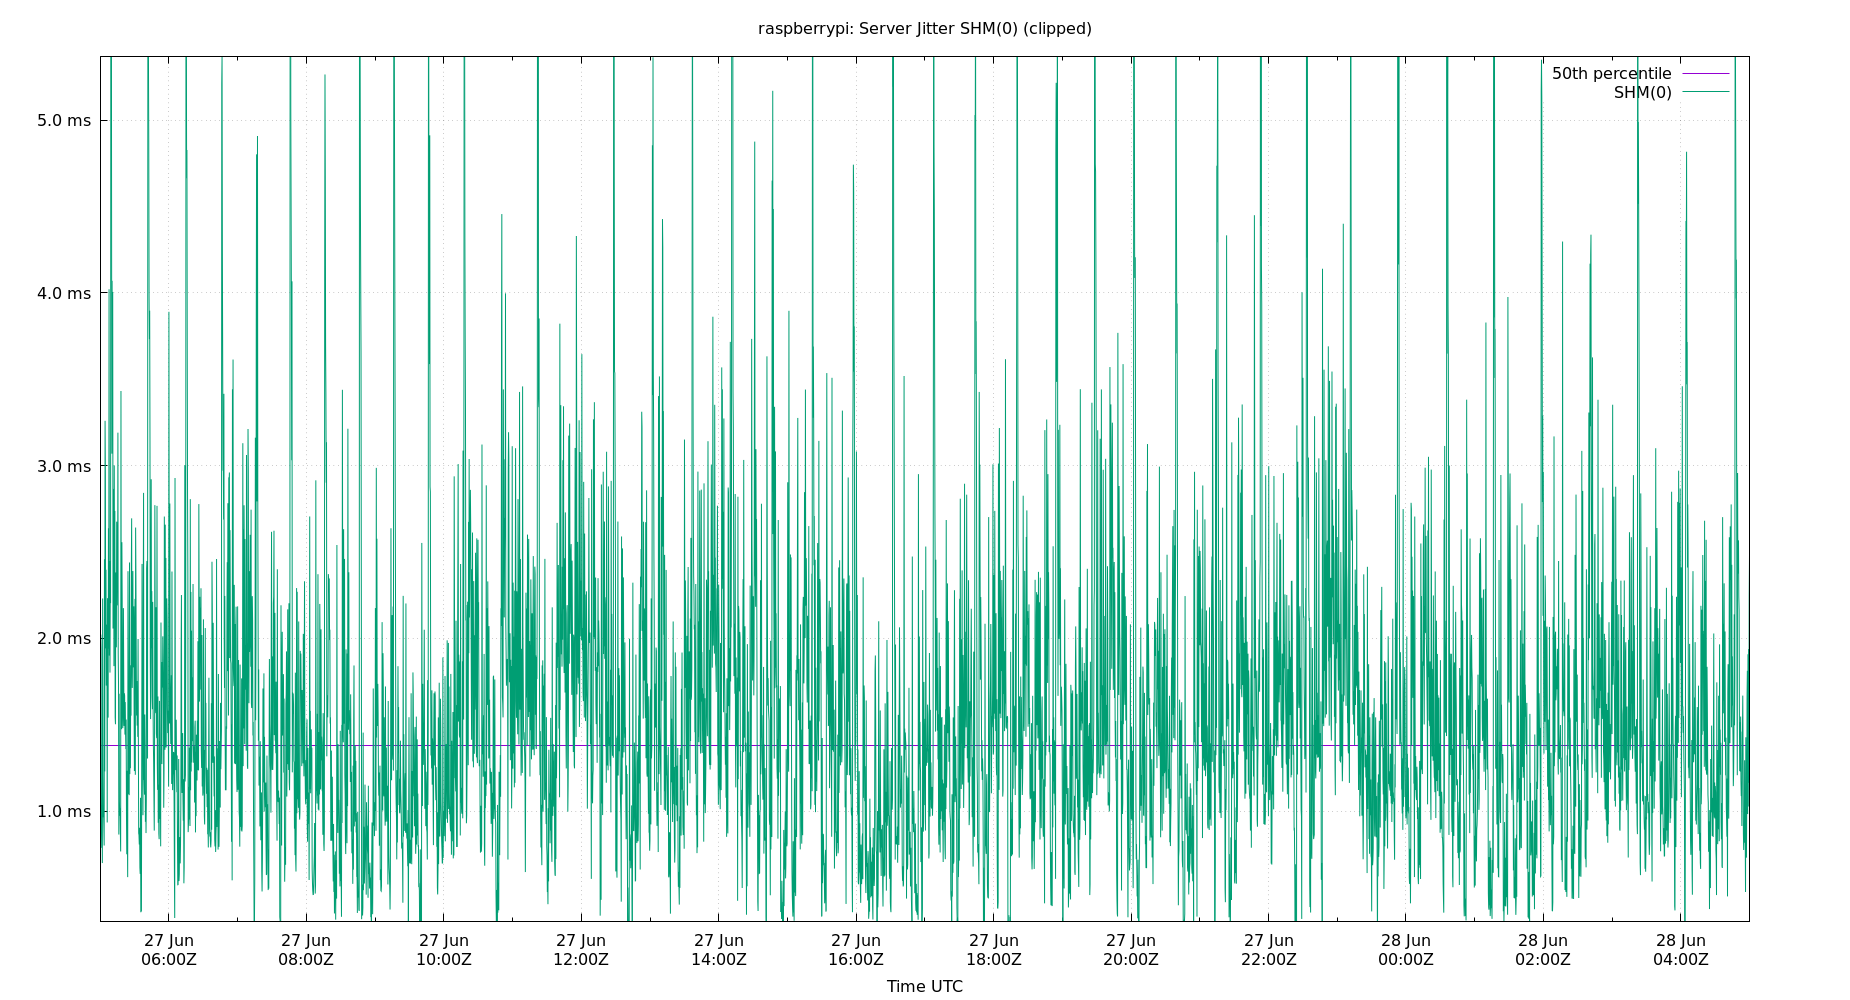 raspberrypi: Server Jitter SHM(0) (clipped)
50th percentile
SHM(0)
5.0 ms
4.0 ms
3.0 ms
2.0 ms
1.0 ms
27 Jun 27 Jun 27 Jun 27 Jun 27 Jun 27 Jun 27 Jun 27 Jun 27 Jun 28 Jun 28 Jun 28 Jun
06:00Z 08:00Z 10:00Z 12:00Z 14:00Z 16:00Z 18:00Z 20:00Z 22:00Z 00:00Z 02:00Z 04:00Z
Time UTC